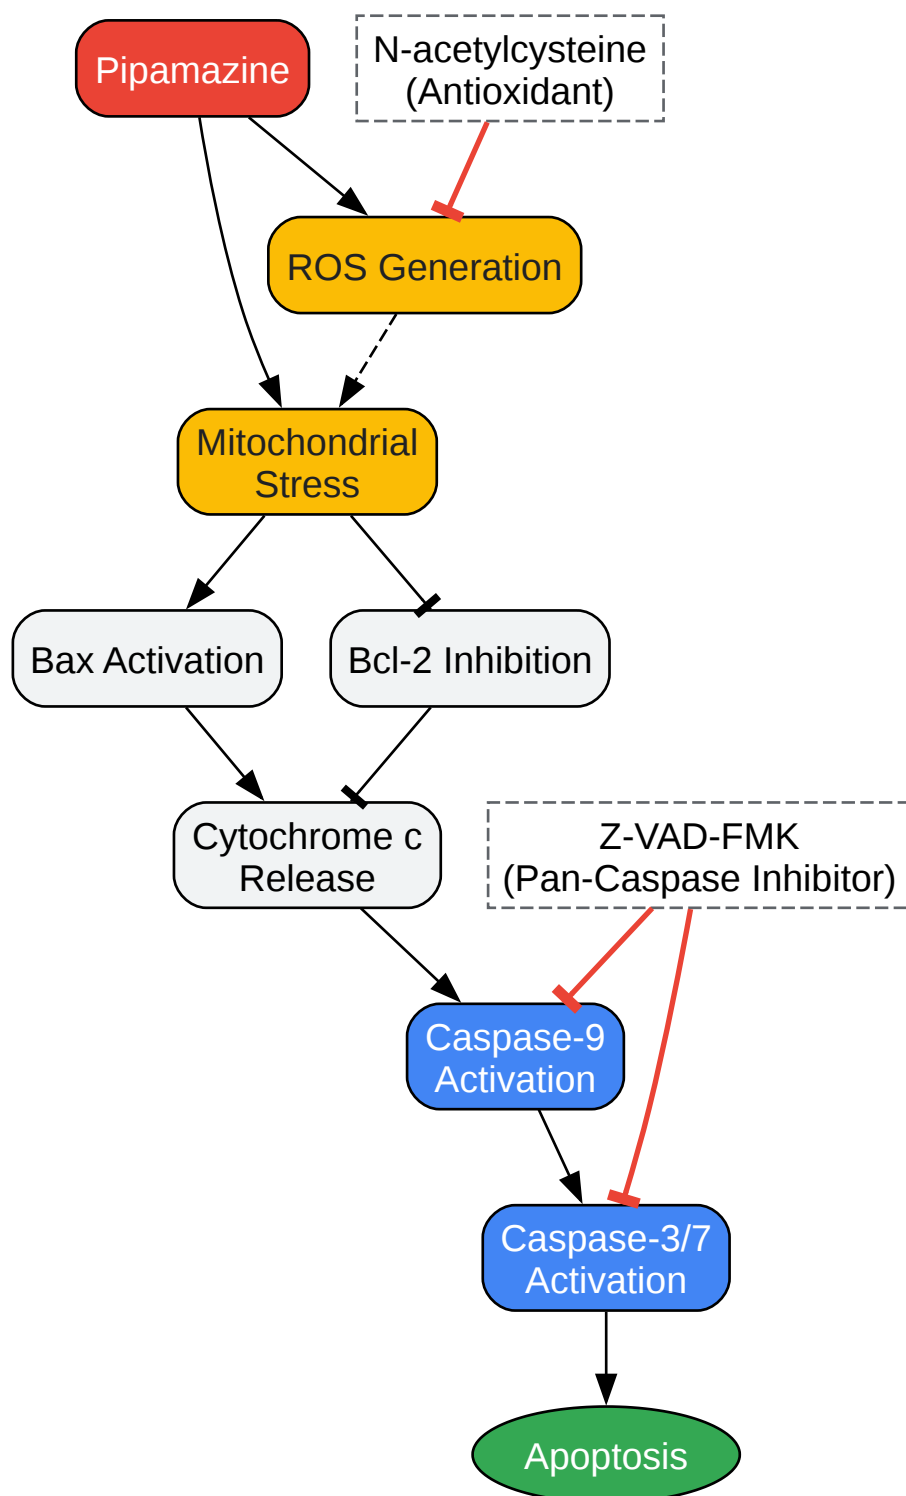 Pipamazine
N-acetylcysteine
(Antioxidant)
ROS Generation
Mitochondrial
Stress
Bax Activation
Bcl-2 Inhibition
Cytochrome c
Release
Z-VAD-FMK
(Pan-Caspase Inhibitor)
Caspase-9
Activation
Caspase-3/7
Activation
Apoptosis